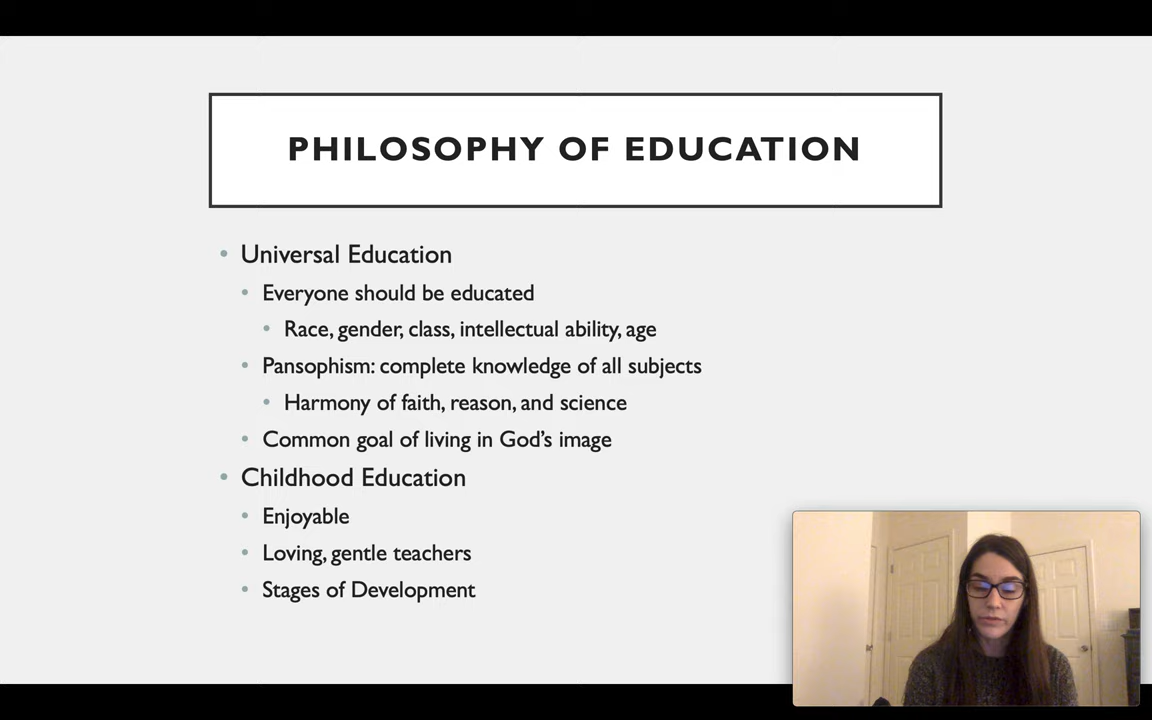 PHILOSOPHY OF EDUCATION
• Universal Education
• Everyone should be educated
• Race, gender, class, intellectual ability, age
• Pansophism: complete knowledge of all subjects
• Harmony of faith, reason, and science
• Common goal of living in God’s image
• Childhood Education
• Enjoyable
• Loving, gentle teachers
• Stages of Development